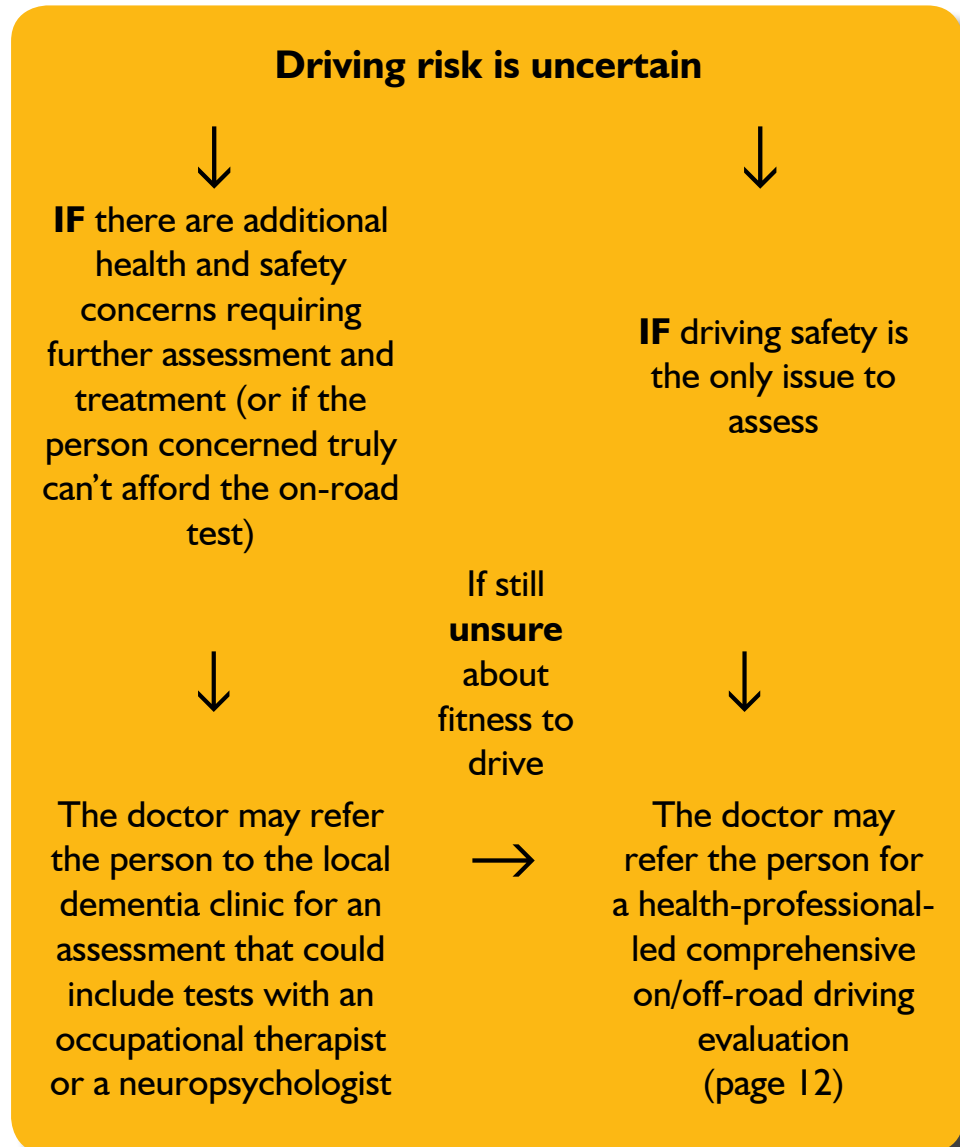 Driving risk is uncertain
↓
↓
IF there are additional
health and safety
concerns requiring
further assessment and
treatment (or if the
person concerned truly
can't afford the on-road
test)
IF driving safety is
the only issue to
assess
↓
If still
unsure
about
fitness to
drive
↓
The doctor may refer
the person to the local
dementia clinic for an
assessment that could
include tests with an
occupational therapist
or a neuropsychologist
→
The doctor may
refer the person for
a health-professional-
led comprehensive
on/off-road driving
evaluation
(page 12)